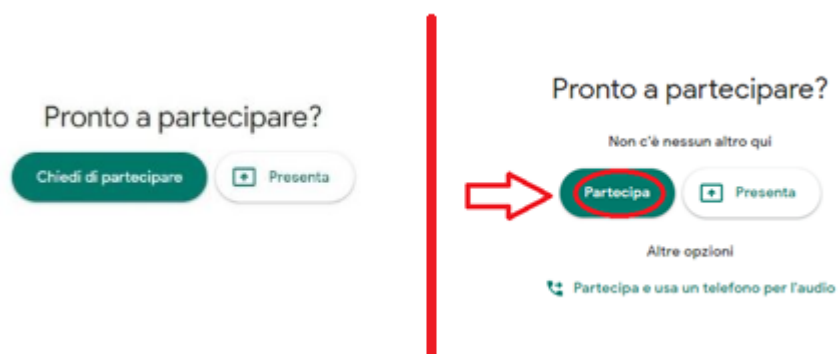 Pronto a partecipare?
Chiedi di partecipare
Presenta
Pronto a partecipare?
Non c'è nessun altro qui
Partecipa
Presenta
Altre opzioni
Partecipa e usa un telefono per l'audio